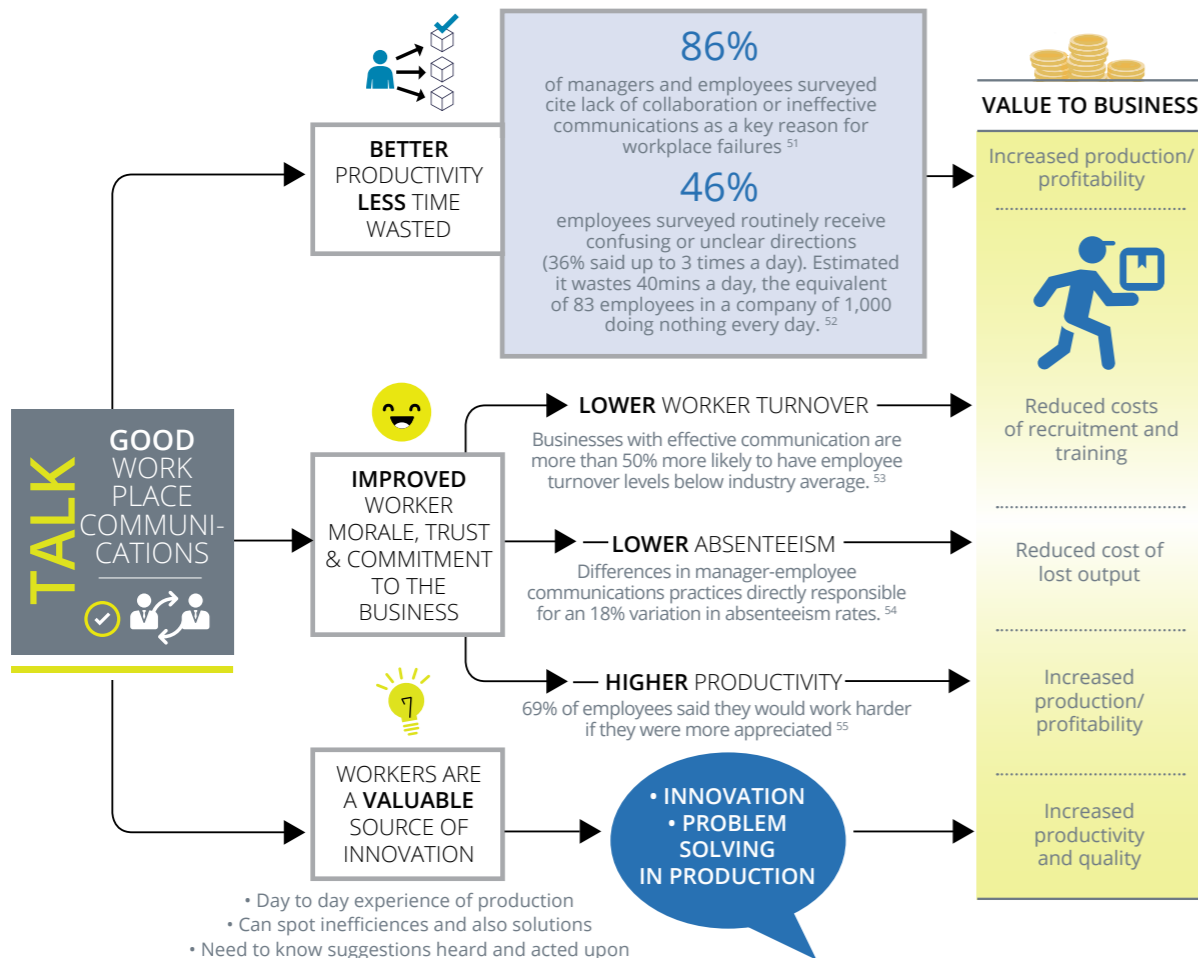 TALK
GOOD
WORK
PLACE
COMMUNI-
CATIONS
BETTER
PRODUCTIVITY
LESS TIME
WASTED
86%
of managers and employees surveyed
cite lack of collaboration or ineffective
communications as a key reason for
workplace failures 51
46%
employees surveyed routinely receive
confusing or unclear directions
(36% said up to 3 times a day). Estimated
it wastes 40mins a day, the equivalent
of 83 employees in a company of 1,000
doing nothing every day. 52
IMPROVED
WORKER
MORALE, TRUST
& COMMITMENT
TO THE
BUSINESS
LOWER WORKER TURNOVER
Businesses with effective communication are
more than 50% more likely to have employee
turnover levels below industry average. 53
LOWER ABSENTEEISM
Differences in manager-employee
communications practices directly responsible
for an 18% variation in absenteeism rates. 54
HIGHER PRODUCTIVITY
69% of employees said they would work harder
if they were more appreciated 55
WORKERS ARE
A VALUABLE
SOURCE OF
INNOVATION
• Day to day experience of production
• Can spot inefficiences and also solutions
• Need to know suggestions heard and acted upon
• INNOVATION
• PROBLEM
SOLVING
IN PRODUCTION
VALUE TO BUSINESS
Increased production/
profitability
Reduced costs
of recruitment and
training
Reduced cost of
lost output
Increased
production/
profitability
Increased
productivity
and quality